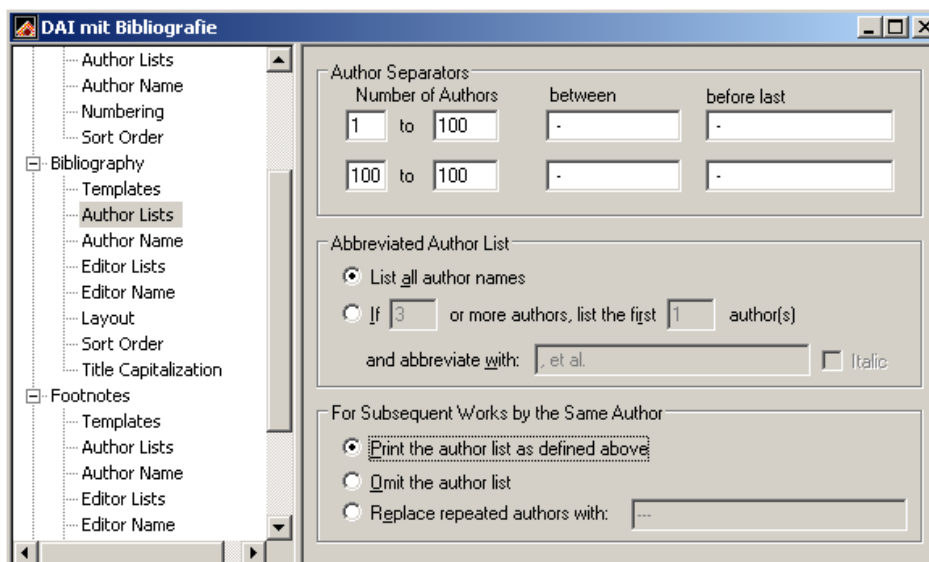 DAI mit Bibliografie
Author Lists
Author Name
Numbering
Sort Order
Bibliography
Templates
Author Lists
Author Name
Editor Lists
Editor Name
Layout
Sort Order
Title Capitalization
Footnotes
Templates
Author Lists
Author Name
Editor Lists
Editor Name
Author Separators
Number of Authors between before last
1 to 100 - -
100 to 100 - -
Abbreviated Author List
List all author names
If 3 or more authors, list the first 1 author(s)
and abbreviate with: , et al. Italic
For Subsequent Works by the Same Author
Print the author list as defined above
Omit the author list
Replace repeated authors with: ---